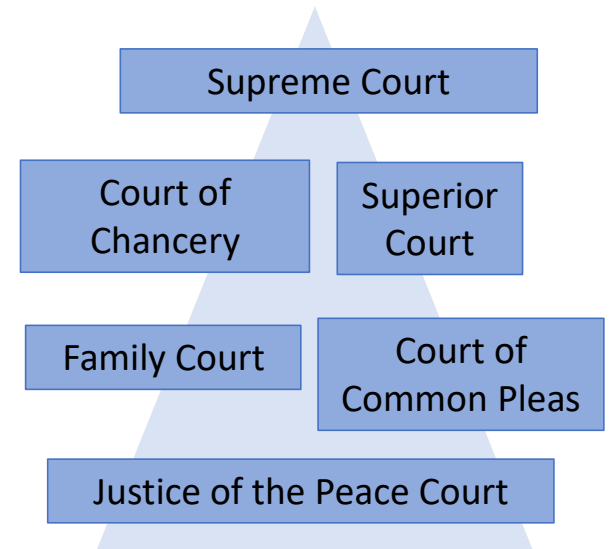 Supreme Court
Court of
Chancery
Superior
Court
Family Court
Court of
Common Pleas
Justice of the Peace Court